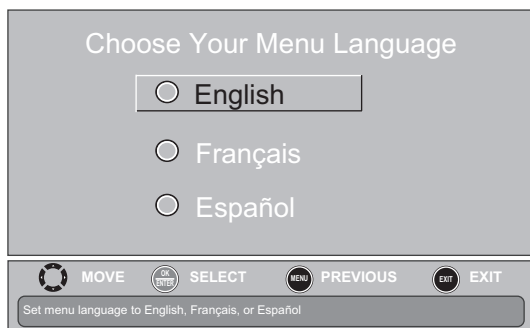 Choose Your Menu Language
English
Français
Español
MOVE OK ENTER SELECT MENU PREVIOUS EXIT EXIT
Set menu language to English, Français, or Español